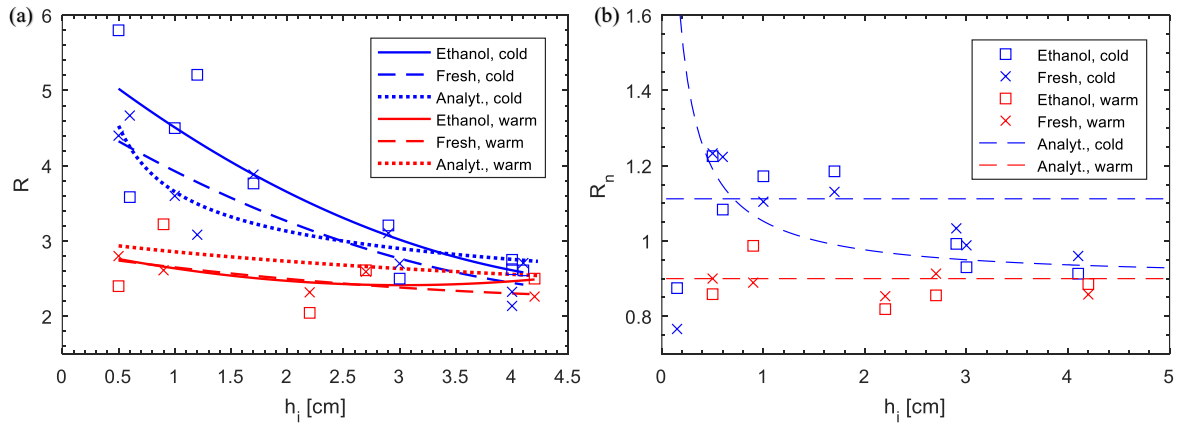 (a)
6
5
4
3
2
R
0
0.5
1
1.5
2
2.5
3
3.5
4
4.5
h_i [cm]
Ethanol, cold
Fresh, cold
Analyt., cold
Ethanol, warm
Fresh, warm
Analyt., warm
(b)
1.6
1.4
1.2
1
0.8
R_n
0
1
2
3
4
5
h_i [cm]
Ethanol, cold
Fresh, cold
Ethanol, warm
Fresh, warm
Analyt., cold
Analyt., warm